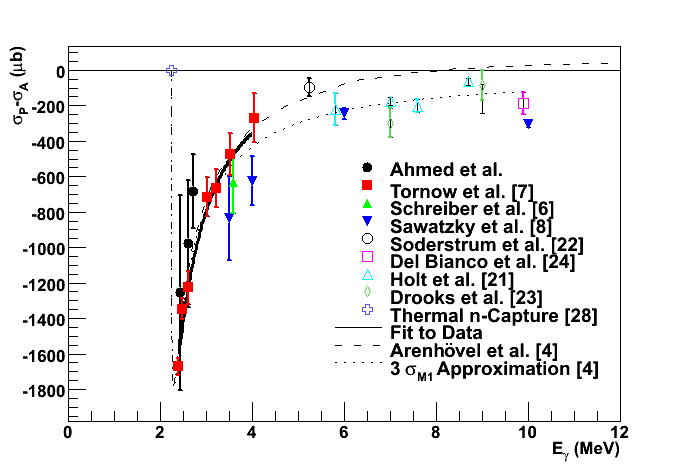 σP-σA (μb)
0
-200
-400
-600
-800
-1000
-1200
-1400
-1600
-1800
Ahmed et al.
Tornow et al. [7]
Schreiber et al. [6]
Sawatzky et al. [8]
Soderstrum et al. [22]
Del Bianco et al. [24]
Holt et al. [21]
Drooks et al. [23]
Thermal n-Capture [28]
Fit to Data
Arenhövel et al. [4]
3 σM1 Approximation [4]
0 2 4 6 8 10 12
Eγ (MeV)